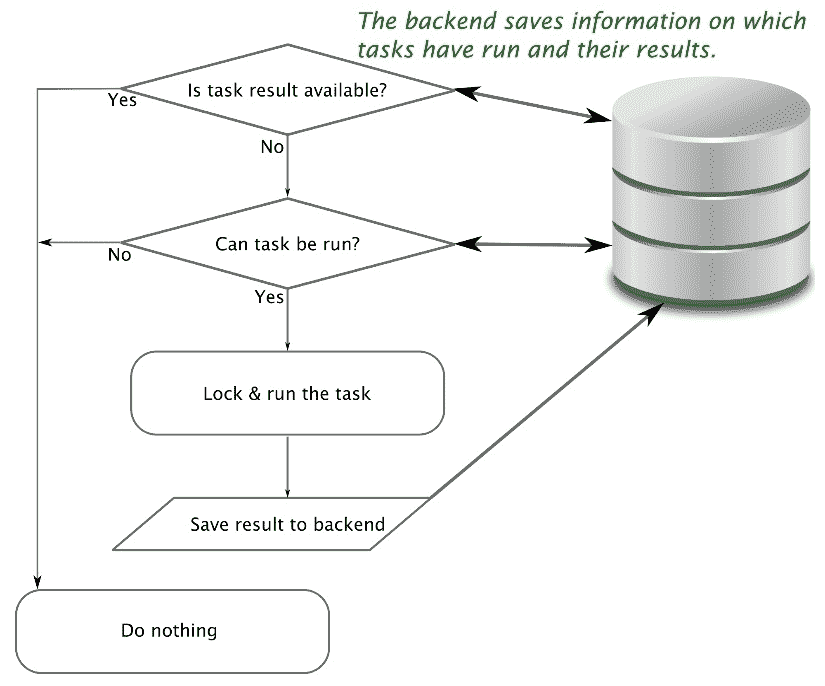 The backend saves information on which
tasks have run and their results.
Is task result available?
Yes
No
Can task be run?
No
Yes
Lock & run the task
Save result to backend
Do nothing